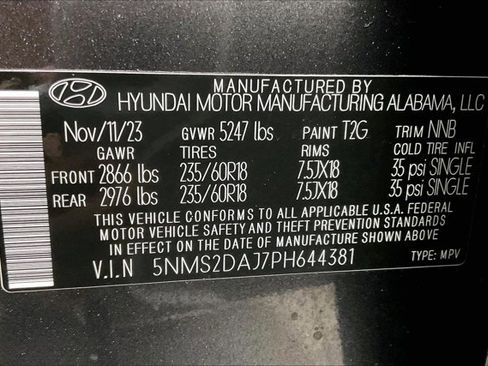 MANUFACTURED BY
HYUNDAI MOTOR MANUFACTURING ALABAMA, LLC
Nov/11/23 GVWR 5247 lbs PAINT T2G TRIM NNB
GAWR TIRES RIMS COLD TIRE INFL
FRONT 2866 lbs 235/60R18 7.5JX18 35 psi SINGLE
REAR 2976 lbs 235/60R18 7.5JX18 35 psi SINGLE
THIS VEHICLE CONFORMS TO ALL APPLICABLE U.S.A. FEDERAL
MOTOR VEHICLE SAFETY AND THEFT PREVENTION STANDARDS
IN EFFECT ON THE DATE OF MANUFACTURE SHOWN ABOVE.
V.I.N 5NMS2DAJ7PH644381 TYPE: MPV